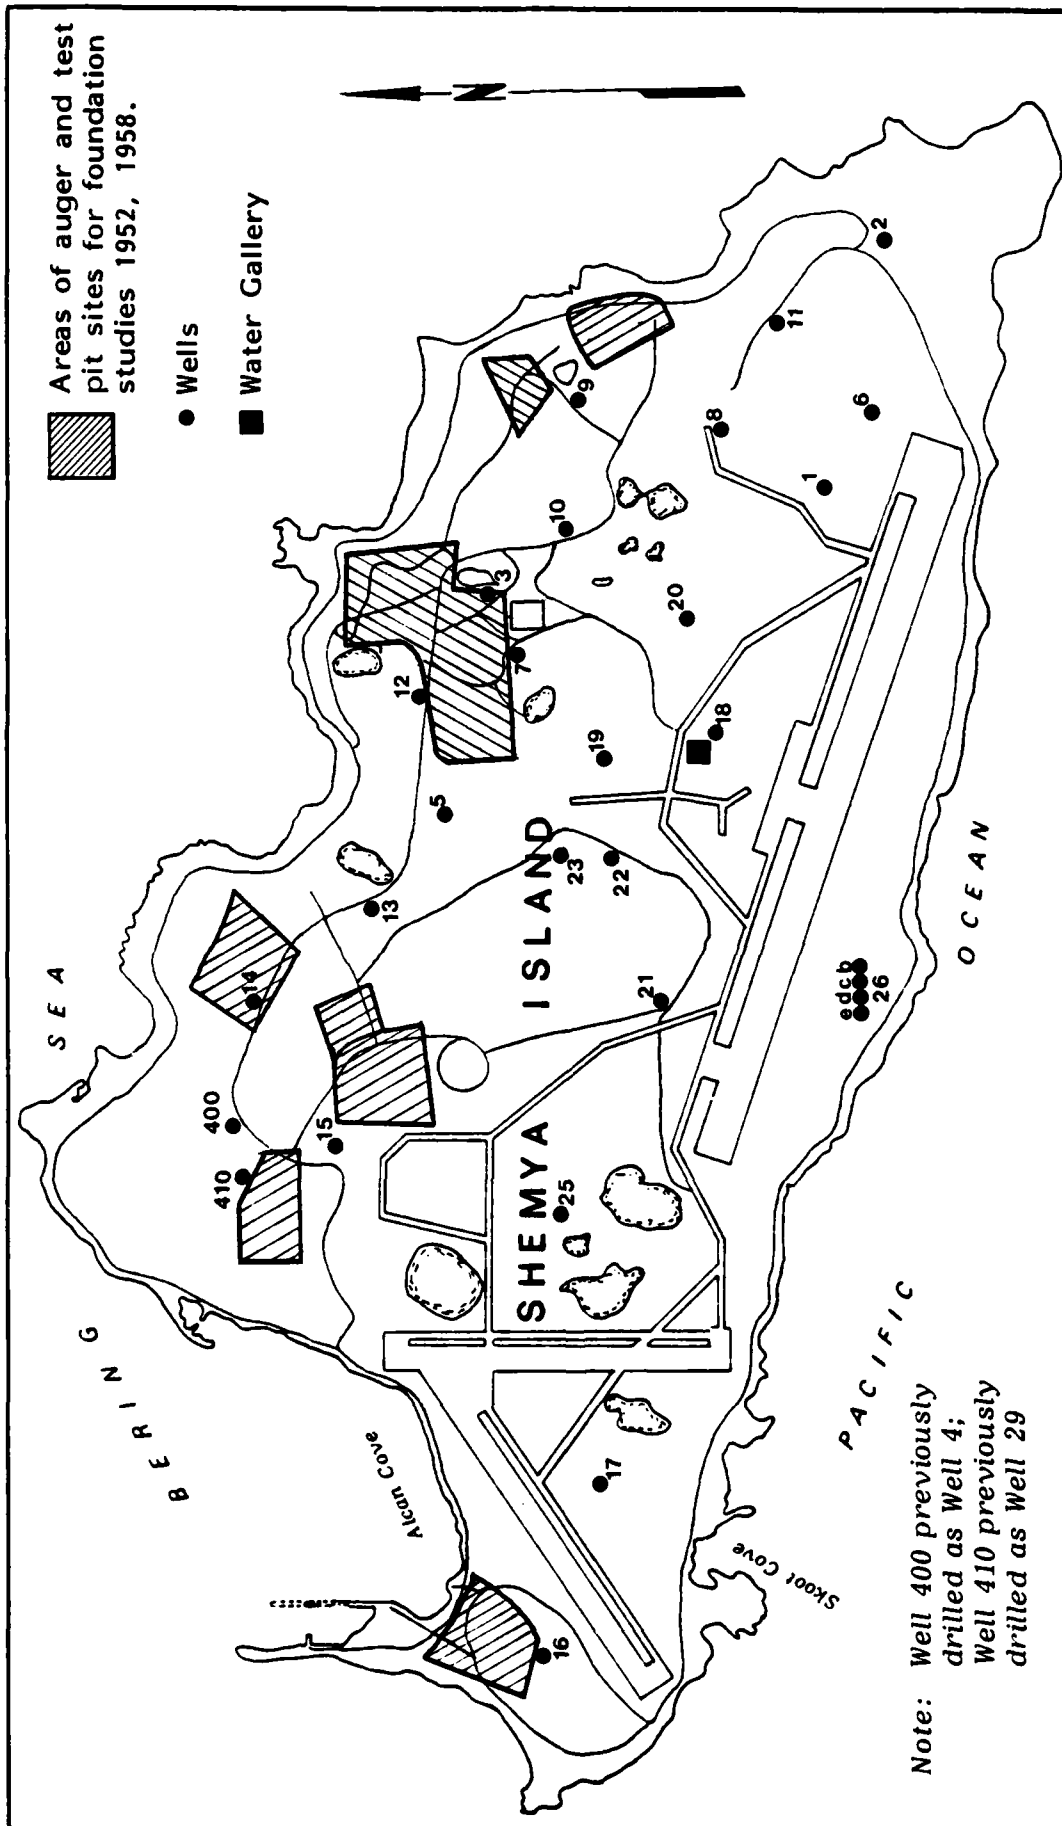 Areas of auger and test
pit sites for foundation
studies 1952, 1958.
Wells
Water Gallery
N
BERING
SEA
Alcan Cove
SHEMYA ISLAND
400
410
14
13
15
5
12
3
7
10
9
2
11
8
6
1
20
19
18
23
22
21
25
17
16
edcb
26
Skoot Cove
PACIFIC
OCEAN
Note: Well 400 previously
drilled as Well 4;
Well 410 previously
drilled as Well 29